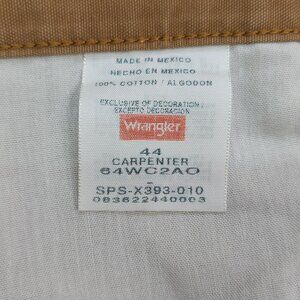 MADE IN MEXICO
HECHO EN MEXICO
100% COTTON / ALGODON
EXCLUSIVE OF DECORATION
EXCEPTO DECORACION
Wrangler
44
CARPENTER
64WC2AO
SPS-X393-010
083622440003